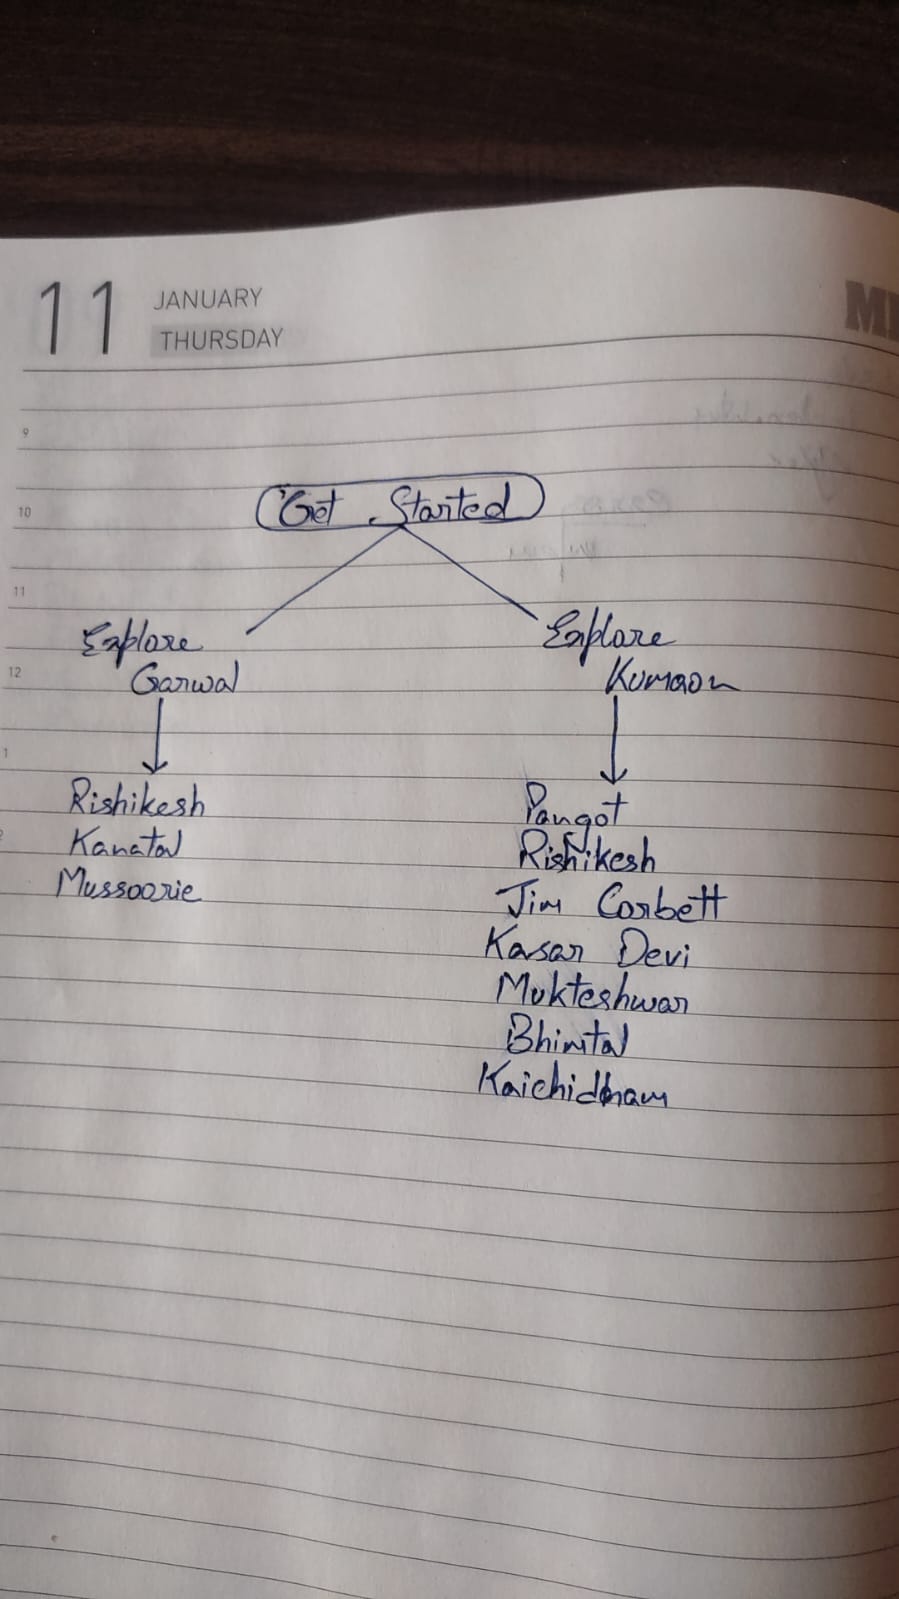 11
JANUARY
THURSDAY
9
10
Get Started
11
Explore
Garwal
Explore
Kumaon
12
1
Rishikesh
Kanatal
Mussoorie
Pangot
Rishikesh
Jim Corbett
Kasar Devi
Mukteshwar
Bhimtal
Kaichidham